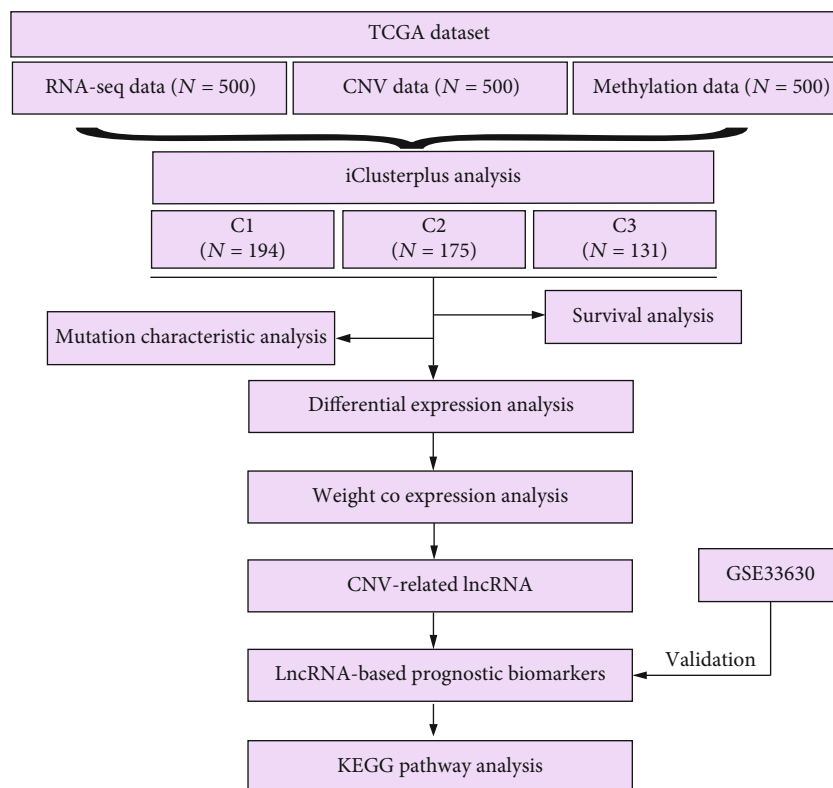 TCGA dataset
RNA-seq data (N = 500)
CNV data (N = 500)
Methylation data (N = 500)
iClusterplus analysis
C1
(N = 194)
C2
(N = 175)
C3
(N = 131)
Survival analysis
Mutation characteristic analysis
Differential expression analysis
Weight co expression analysis
CNV-related lncRNA
GSE33630
Validation
LncRNA-based prognostic biomarkers
KEGG pathway analysis